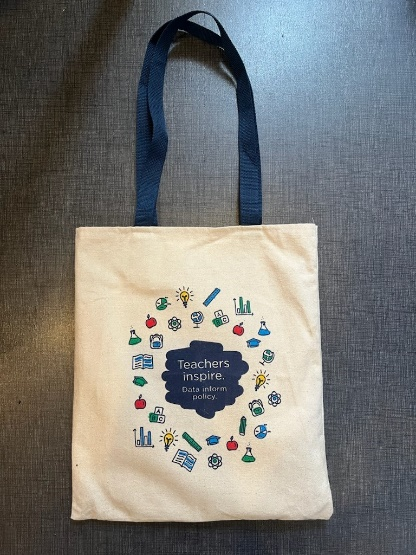 Teachers
inspire.
Data inform
policy.